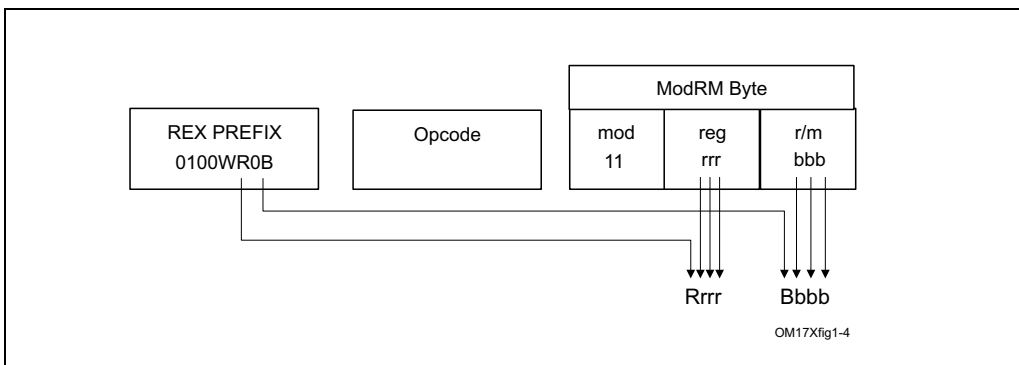 ModRM Byte
REX PREFIX
0100WR0B
Opcode
mod
11
reg
rrr
r/m
bbb
Rrrr
Bbbb
OM17Xfig1-4